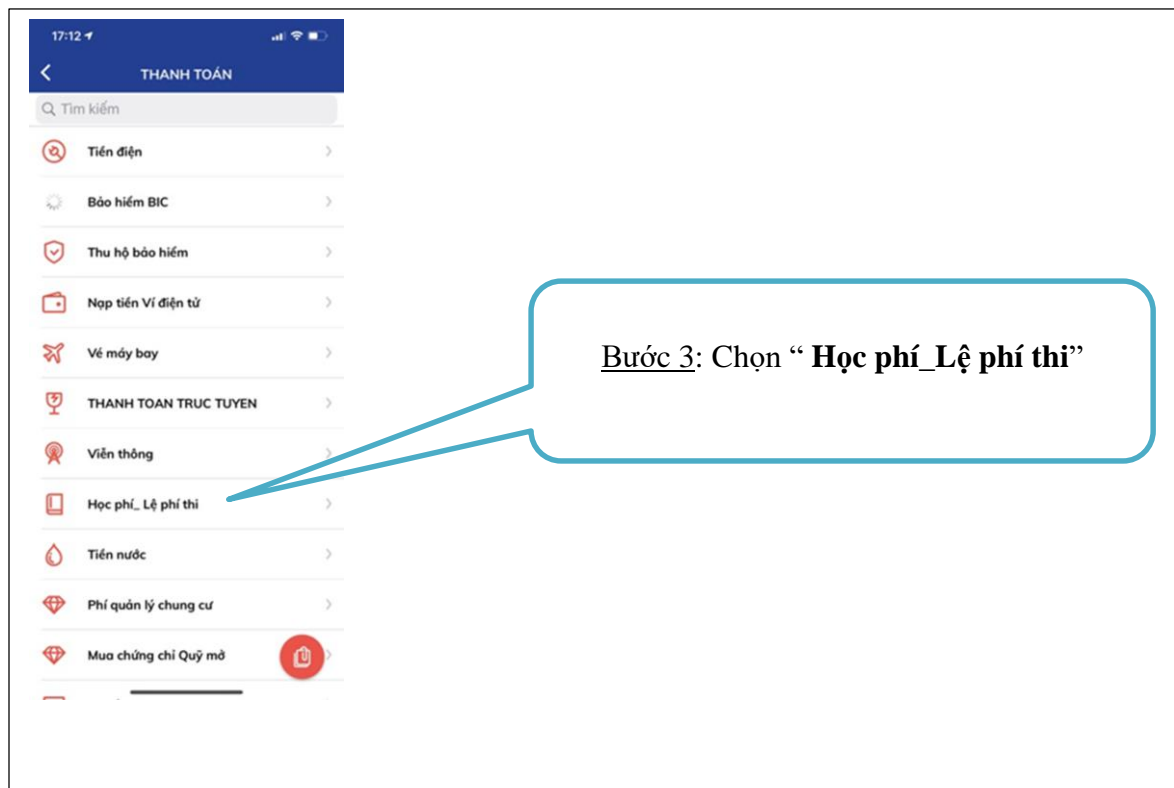 17:12
THANH TOÁN
Tìm kiếm
Tiền điện
Bảo hiểm BIC
Thu hộ bảo hiểm
Nạp tiền Ví điện tử
Vé máy bay
THANH TOAN TRUC TUYEN
Viễn thông
Học phí_ Lệ phí thi
Tiền nước
Phí quản lý chung cư
Mua chứng chỉ Quỹ mở
Bước 3: Chọn “ Học phí_Lệ phí thi”